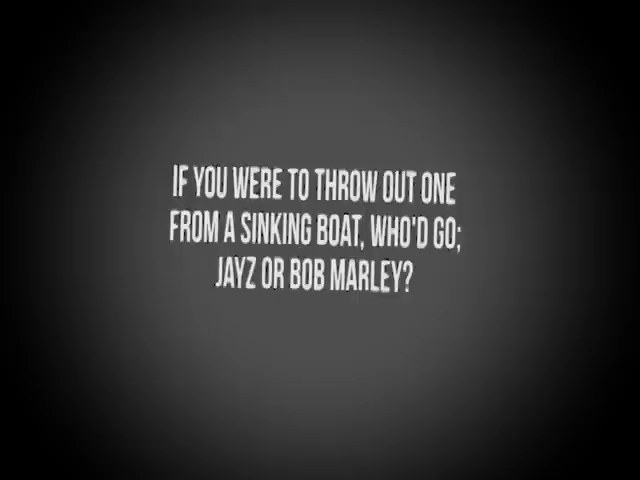 IF YOU WERE TO THROW OUT ONE
FROM A SINKING BOAT, WHO'D GO;
JAYZ OR BOB MARLEY?